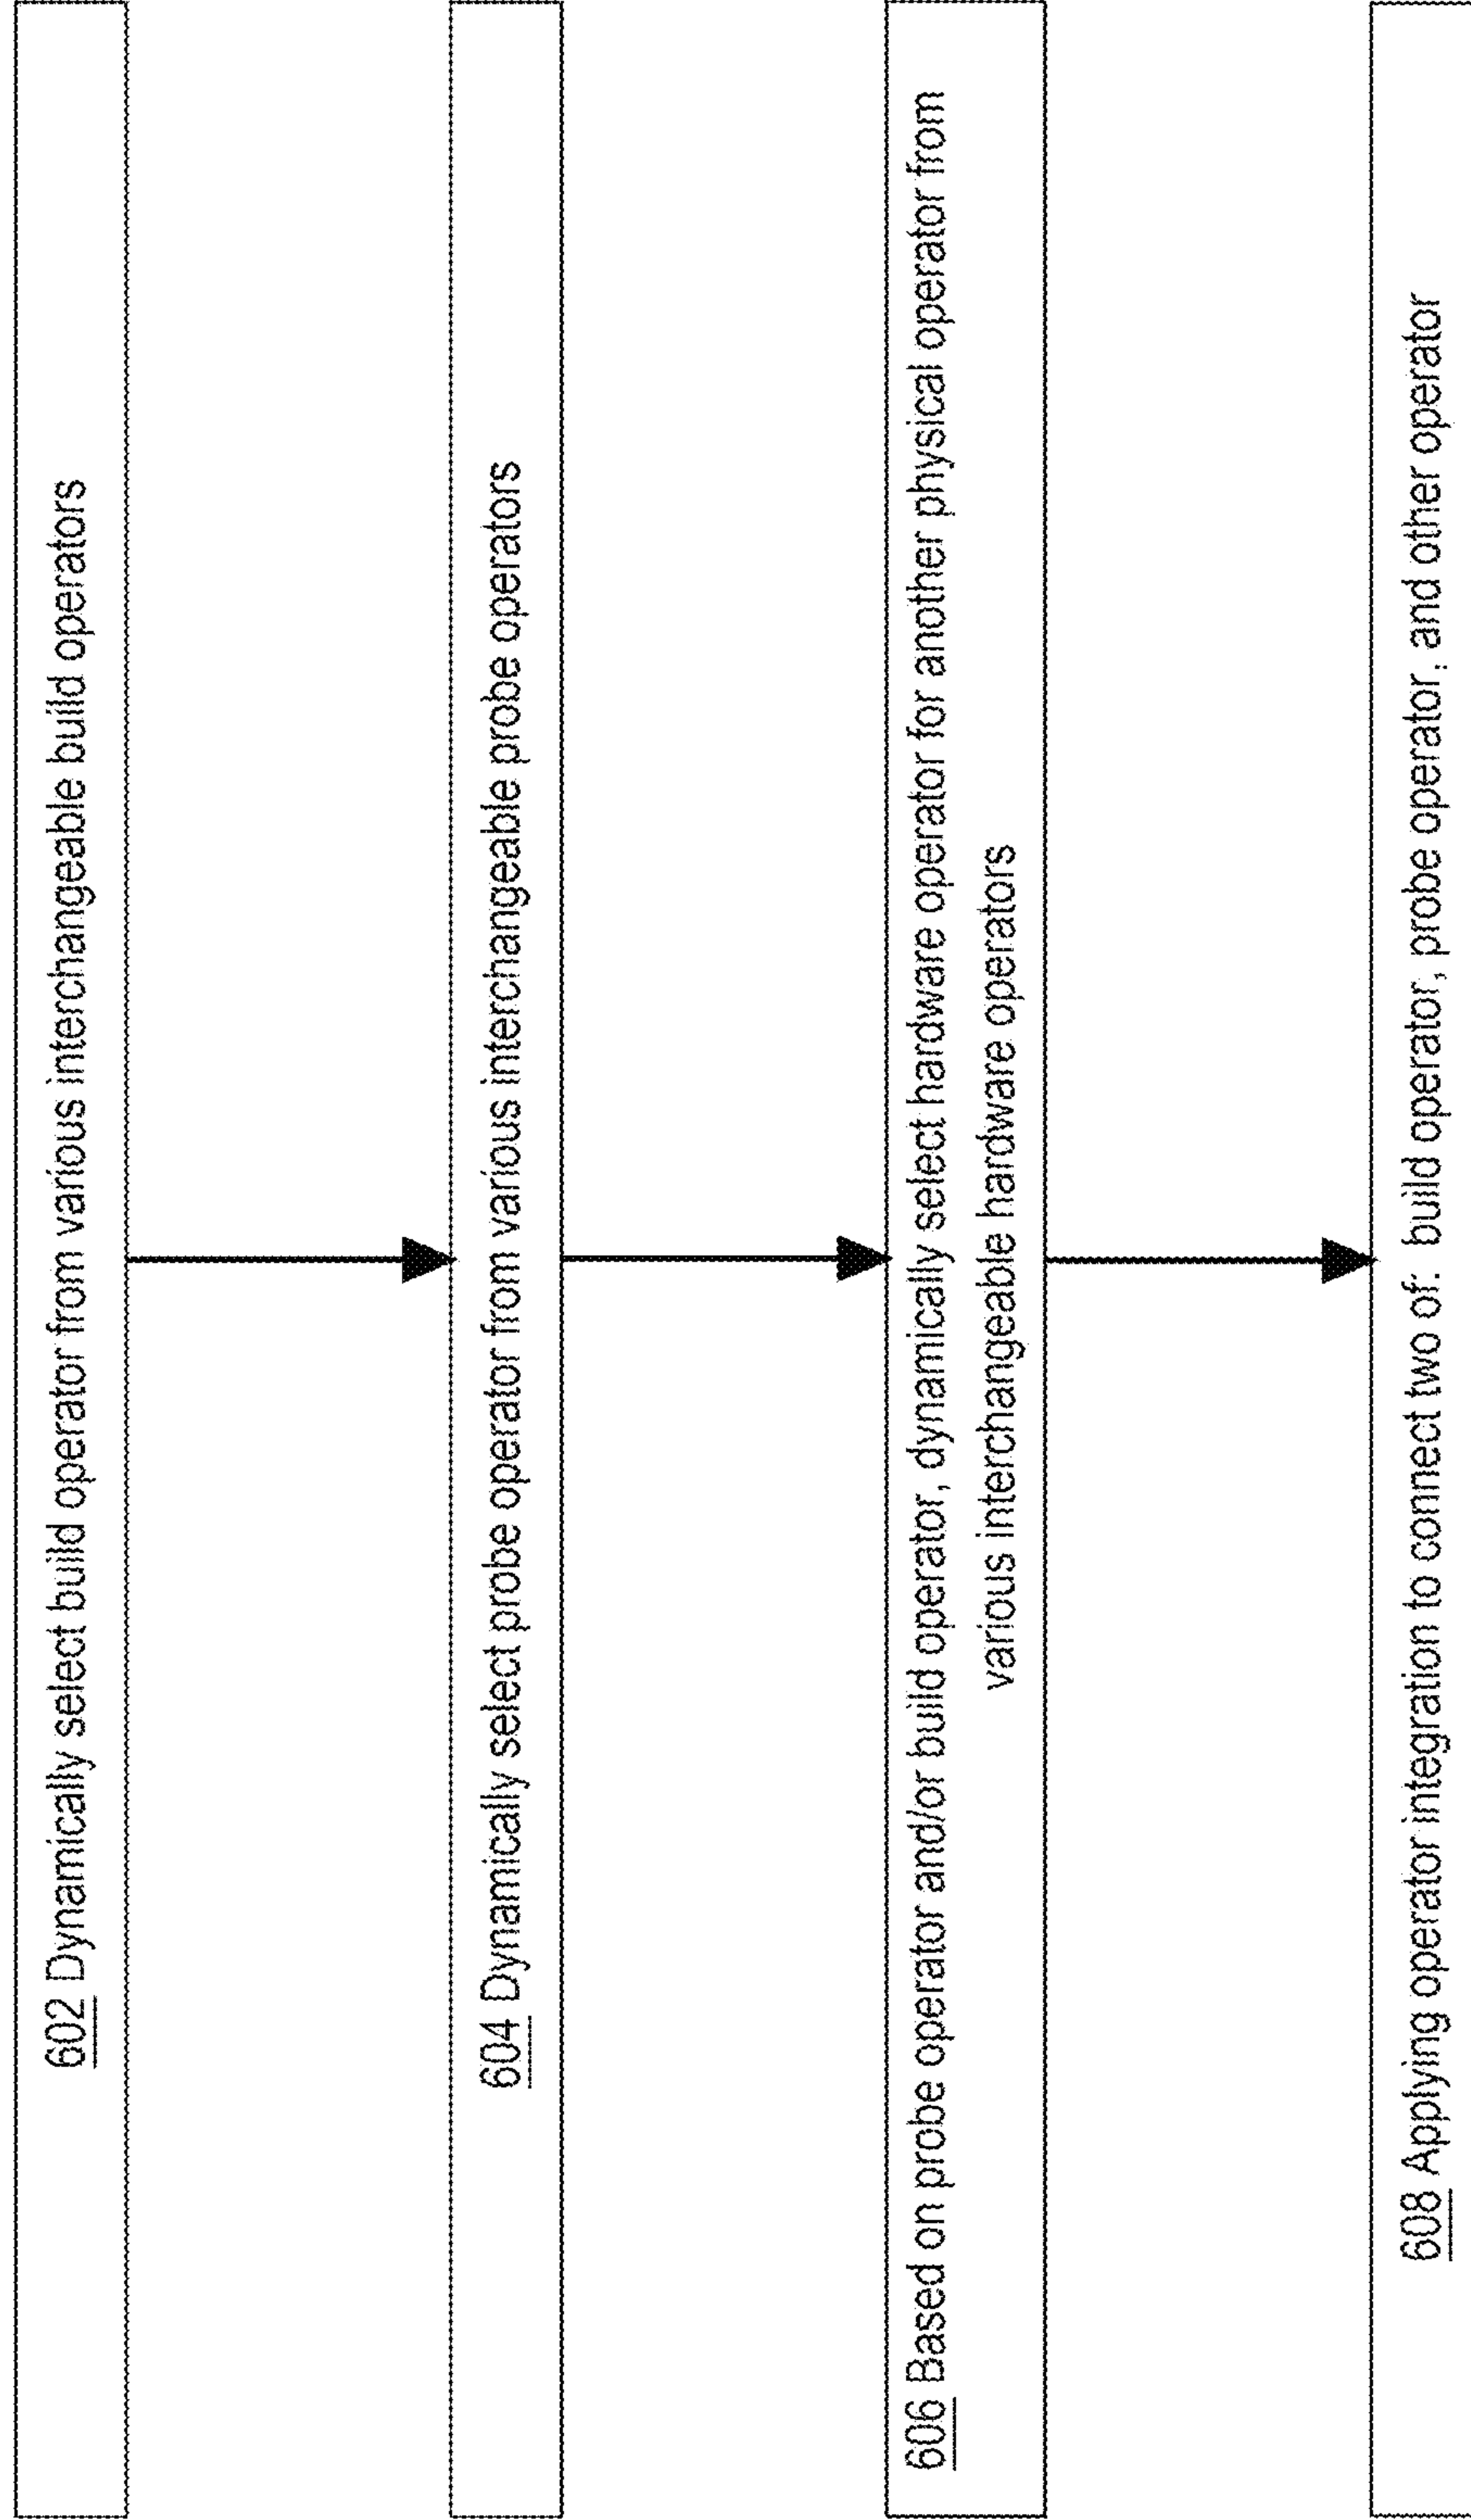 602 Dynamically select build operator from various interchangeable build operators
604 Dynamically select probe operator from various interchangeable probe operators
606 Based on probe operator and/or build operator, dynamically select hardware operator for another physical operator from
various interchangeable hardware operators
608 Applying operator integration to connect two of:  build operator, probe operator, and other operator